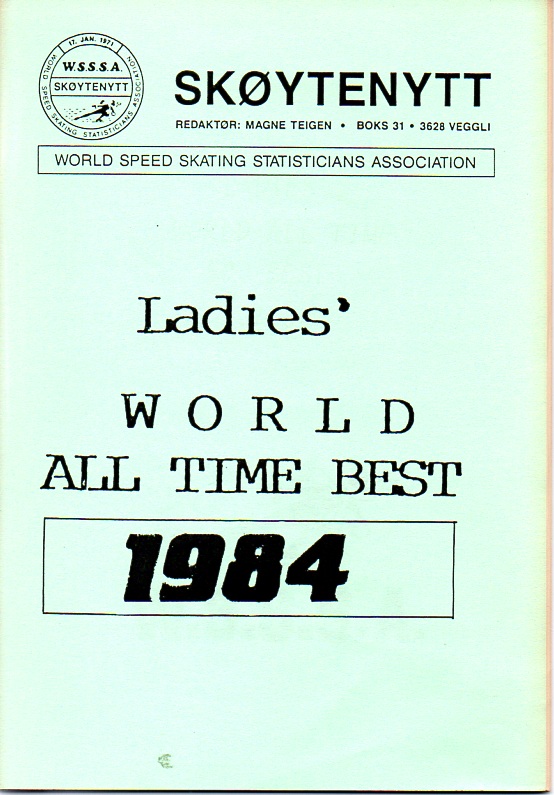 17. JAN. 1971
W.S.S.S.A.
SKØYTENYTT
WORLD SPEED SKATING STATISTICIANS ASSOCIATION
SKØYTENYTT
REDAKTØR: MAGNE TEIGEN • BOKS 31 • 3628 VEGGLI
WORLD SPEED SKATING STATISTICIANS ASSOCIATION
Ladies'
WORLD
ALL TIME BEST
1984